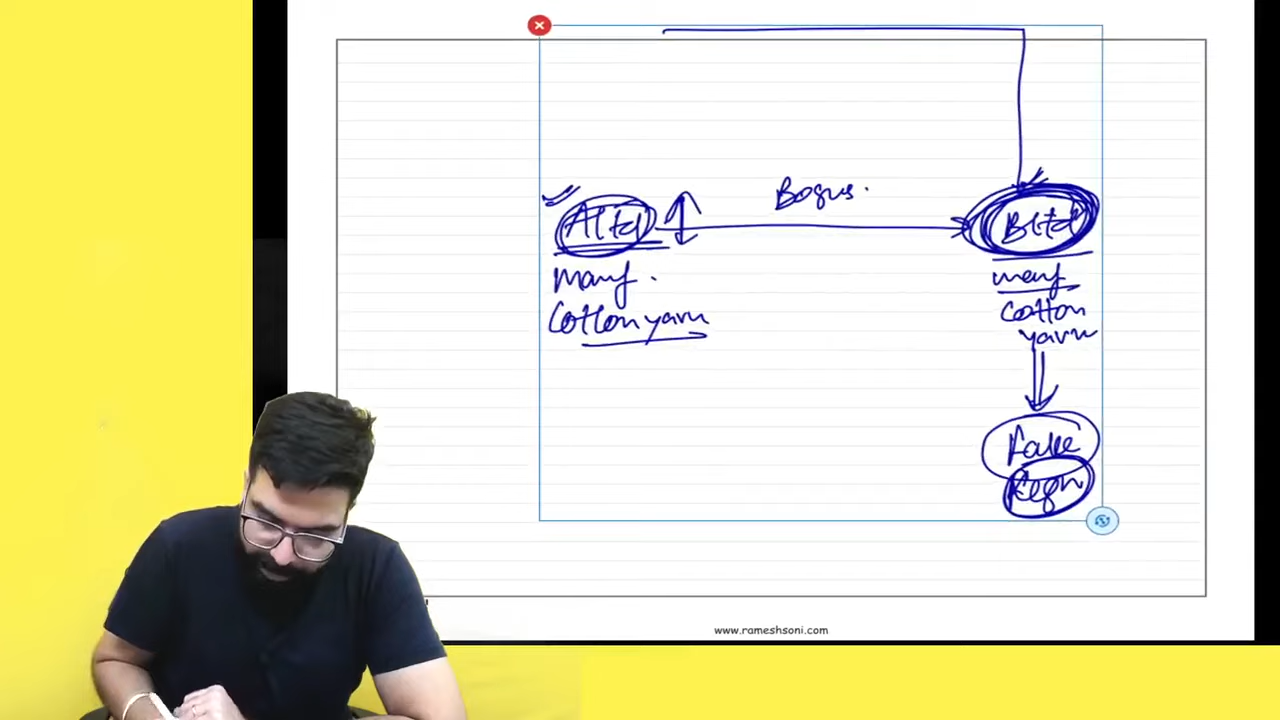 Bogus.
A ltd
B ltd
Manf.
Cotton yarn
manf
Cotton
yarn
Fake
Regn
www.rameshsoni.com